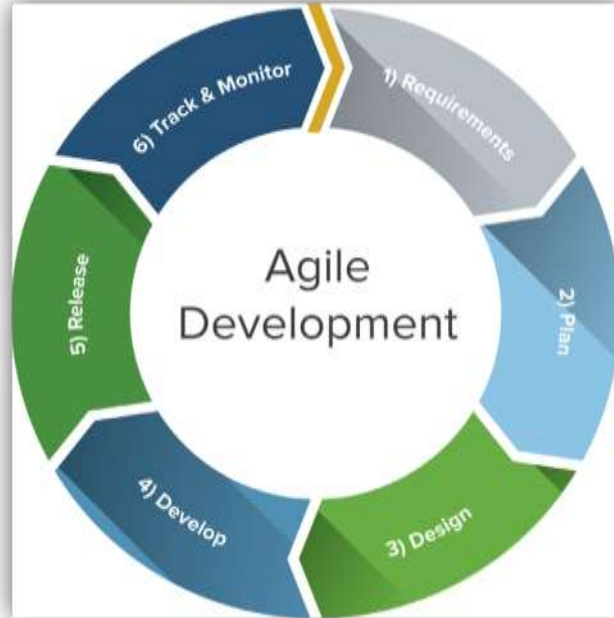 Agile
Development
1) Requirements
2) Plan
3) Design
4) Develop
5) Release
6) Track & Monitor